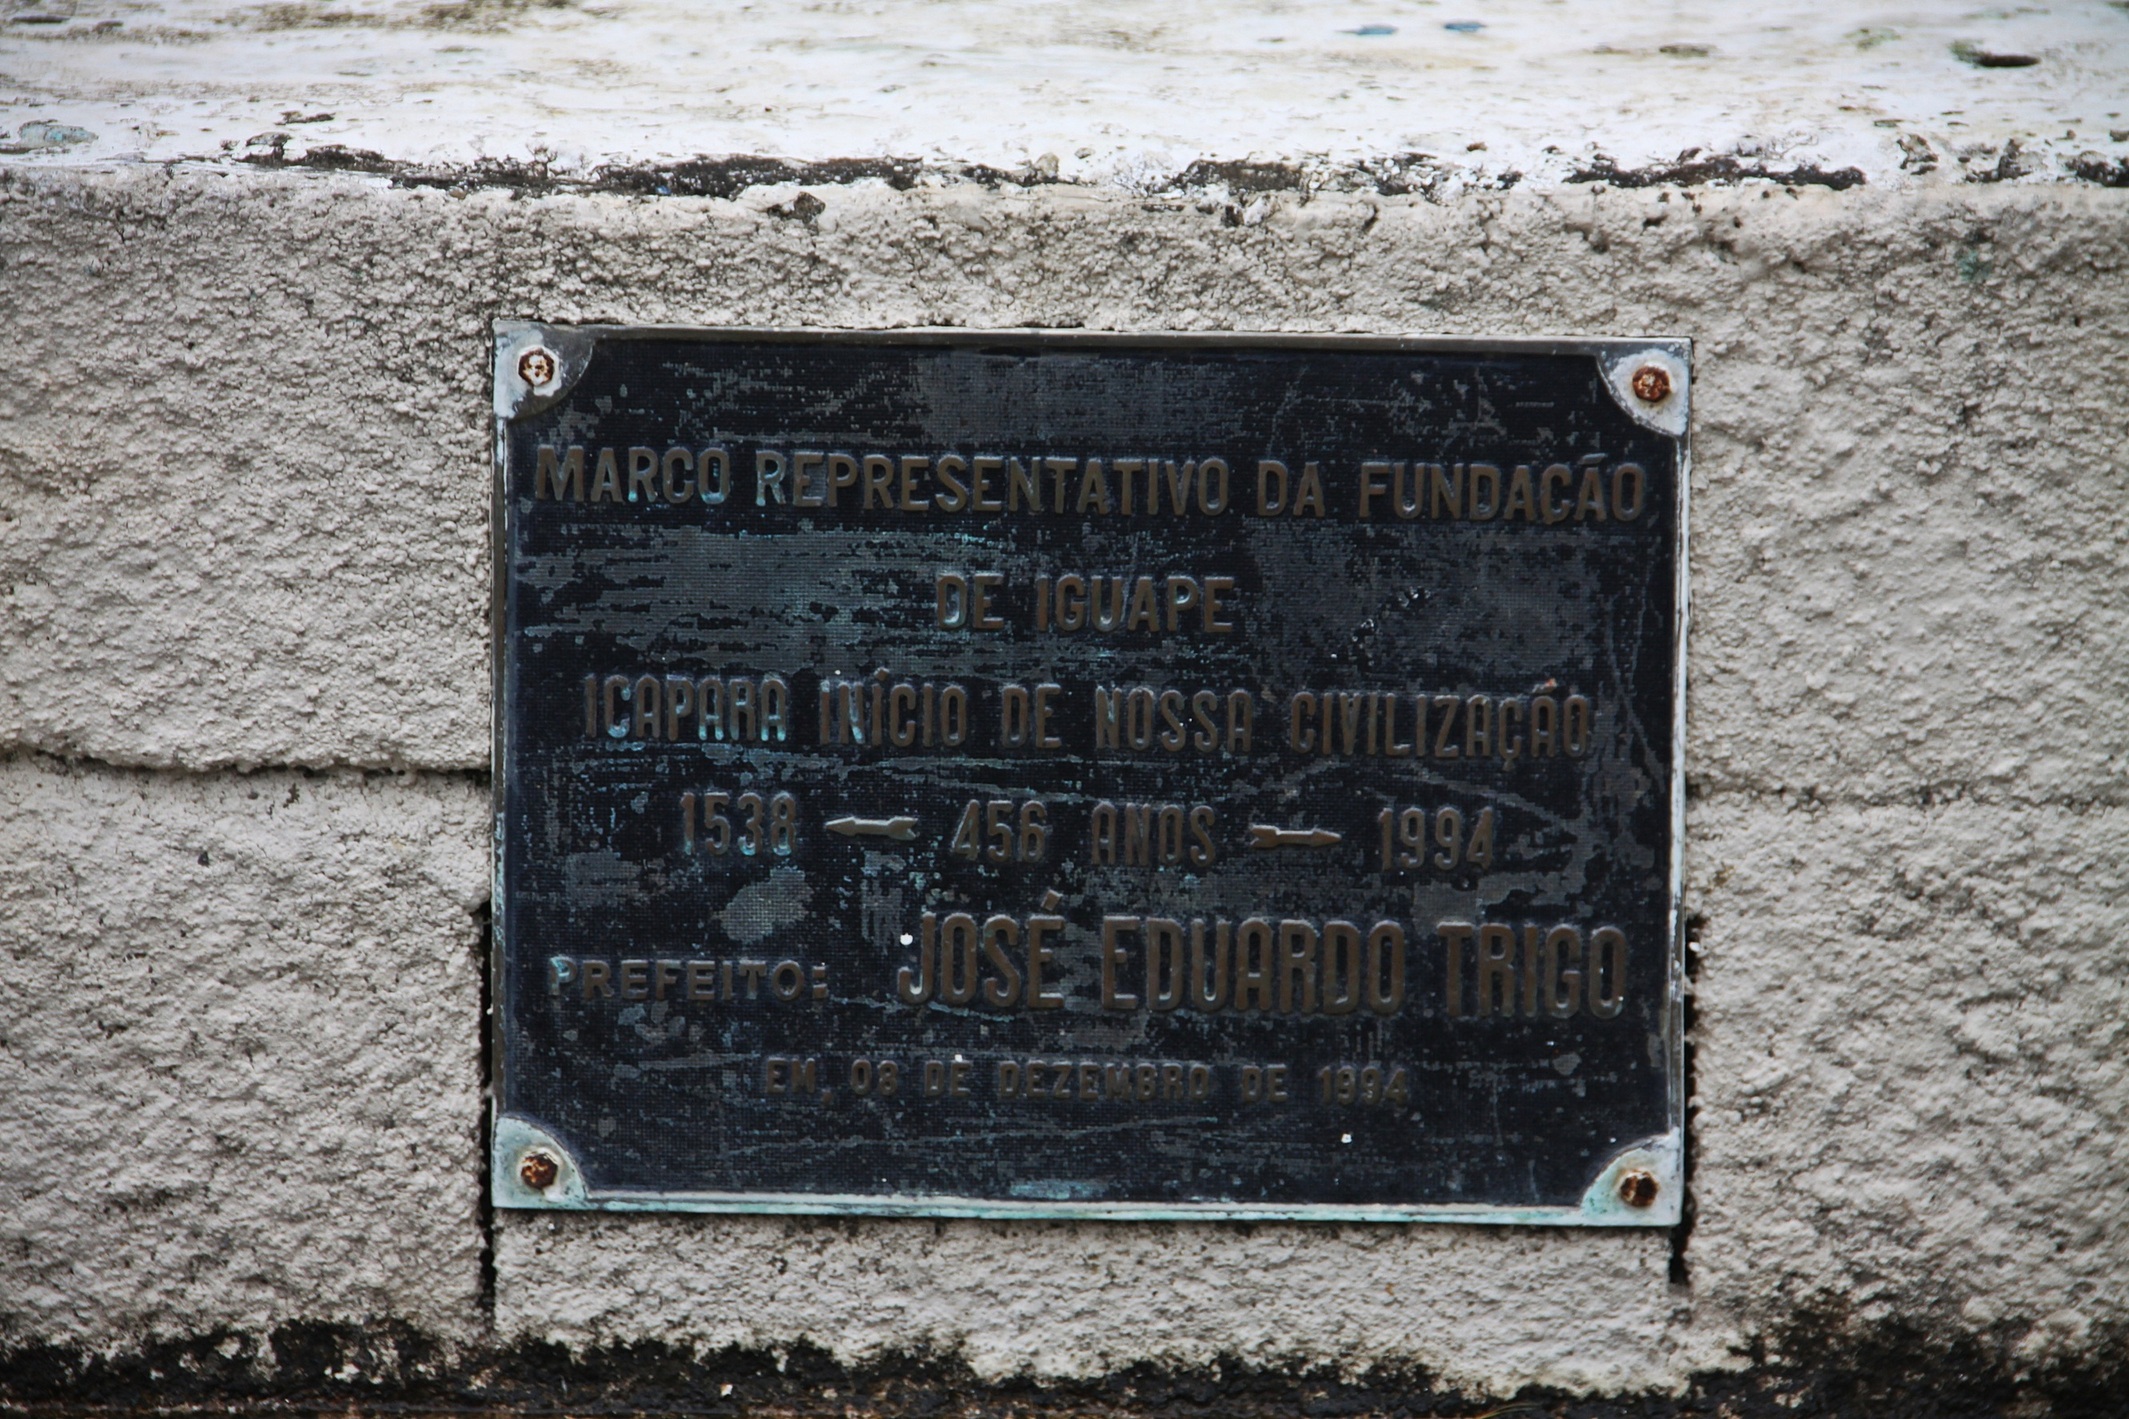 MARCO REPRESENTATIVO DA FUNDAÇÃO
DE IGUAPE
ICAPARA INÍCIO DE NOSSA CIVILIZAÇÃO
1538 456 ANOS 1994
PREFEITO: JOSÉ EDUARDO TRIGO
EM, 08 DE DEZEMBRO DE 1994